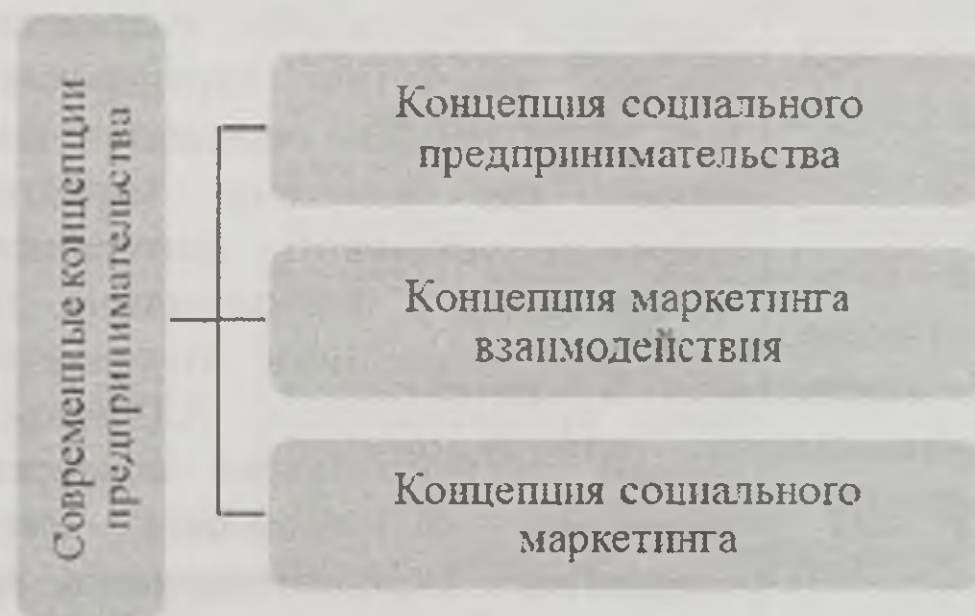 Современные концепции
предпринимательства
Концепция социального
предпринимательства
Концепция маркетинга
взаимодействия
Концепция социального
маркетинга